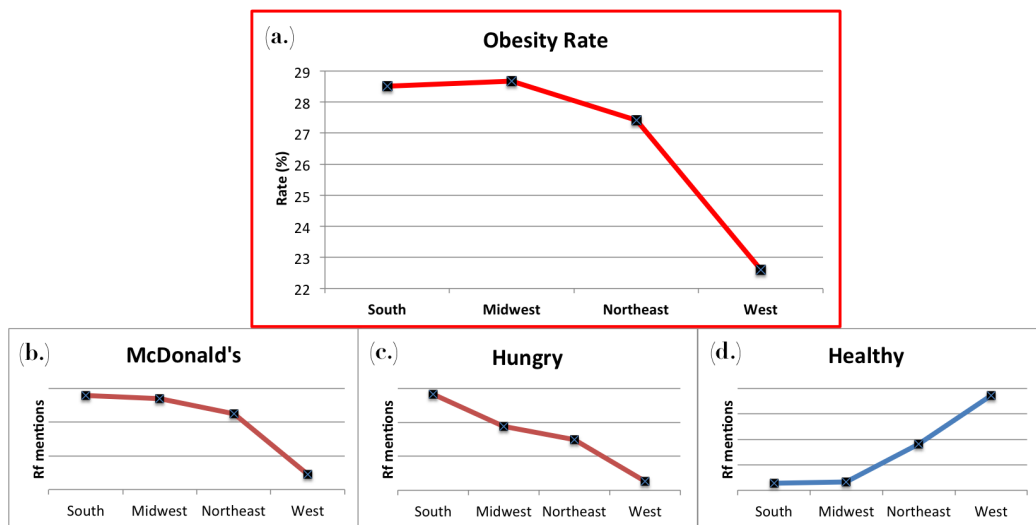 (a.)
Obesity Rate
29
28
27
26
25
24
23
22
Rate (%)
South Midwest Northeast West
(b.)
McDonald's
Rf mentions
South Midwest Northeast West
(c.)
Hungry
Rf mentions
South Midwest Northeast West
(d.)
Healthy
Rf mentions
South Midwest Northeast West